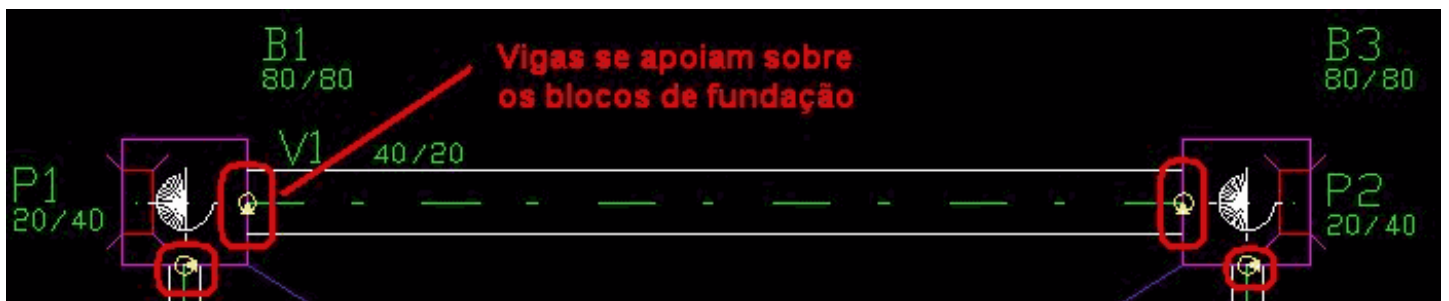 B1
80/80
Vigas se apoiam sobre
os blocos de fundação
B3
80/80
V1 40/20
P1
20/40
P2
20/40